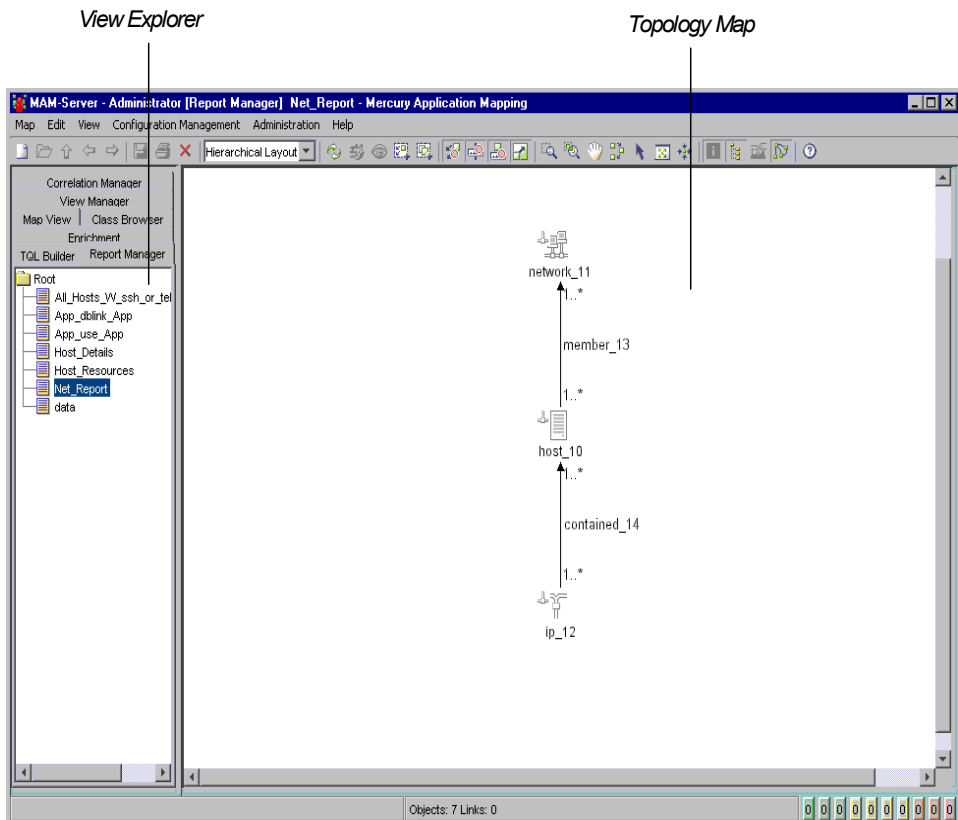 View Explorer
Topology Map
MAM-Server - Administrator [Report Manager] Net_Report - Mercury Application Mapping
Map Edit View Configuration Management Administration Help
Hierarchical Layout
Correlation Manager
View Manager
Map View Class Browser
Enrichment
TQL Builder Report Manager
Root
All_Hosts_W_ssh_or_tel
App_dblink_App
App_use_App
Host_Details
Host_Resources
Net_Report
data
network_11
1..*
member_13
1..*
host_10
1..*
contained_14
1..*
ip_12
Objects: 7 Links: 0
0 0 0 0 0 0 0 0 0 0